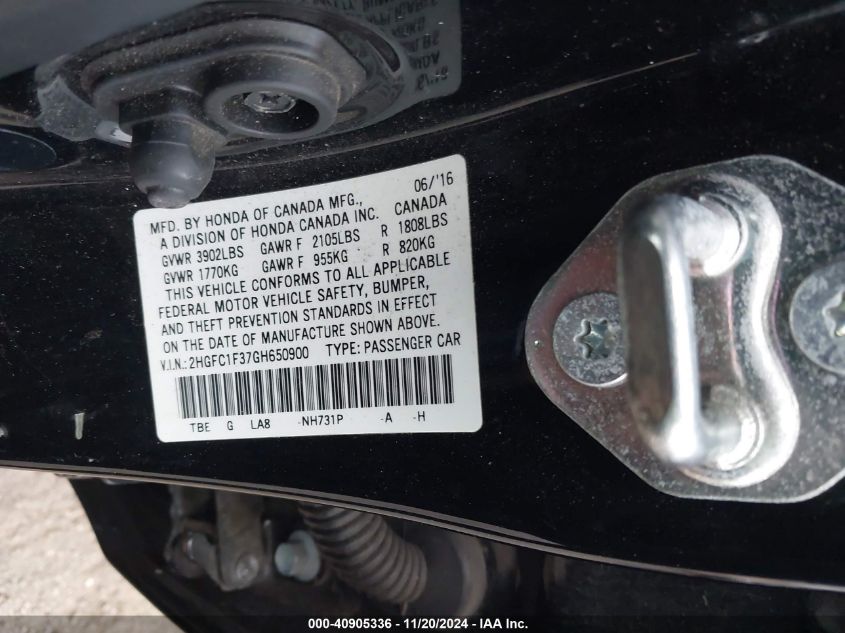 06/'16
MFD. BY HONDA OF CANADA MFG.,
A DIVISION OF HONDA CANADA INC. CANADA
GVWR 3902LBS GAWR F 2105LBS R 1808LBS
GVWR 1770KG GAWR F 955KG R 820KG
THIS VEHICLE CONFORMS TO ALL APPLICABLE
FEDERAL MOTOR VEHICLE SAFETY, BUMPER,
AND THEFT PREVENTION STANDARDS IN EFFECT
ON THE DATE OF MANUFACTURE SHOWN ABOVE.
V.I.N.: 2HGFC1F37GH650900 TYPE: PASSENGER CAR
TBE G LA8 -NH731P -A -H
000-40905336 - 11/20/2024 - IAA Inc.